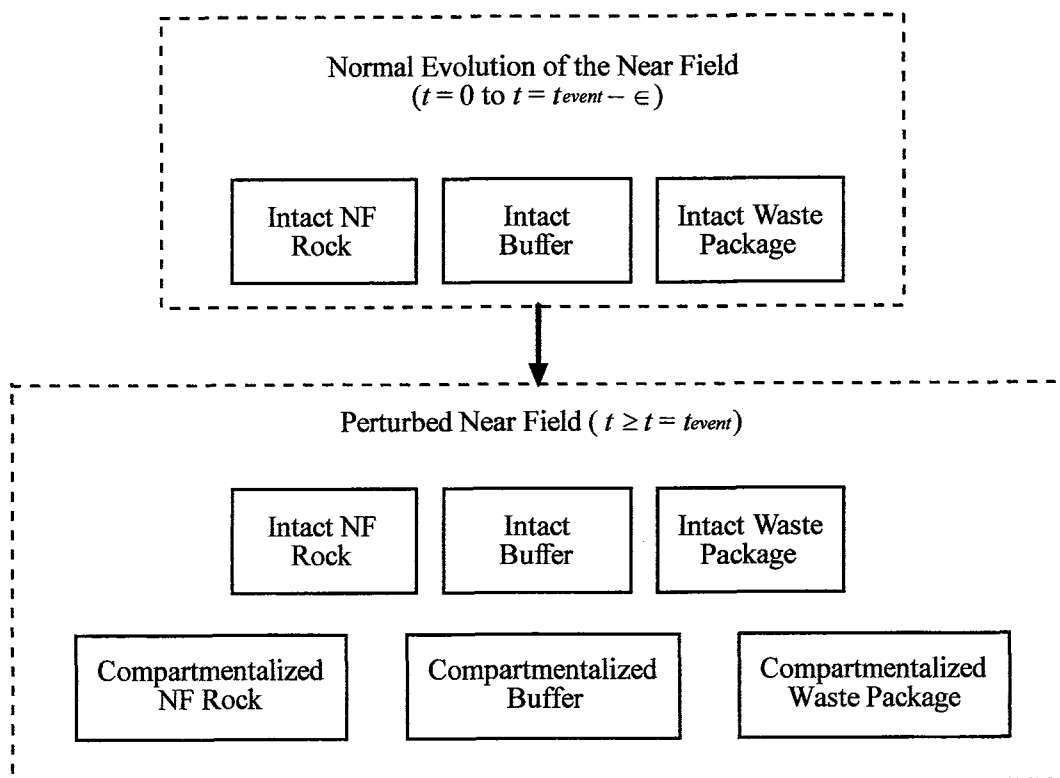 Normal Evolution of the Near Field
(t = 0 to t = tevent − ∈)
Intact NF
Rock
Intact
Buffer
Intact Waste
Package
Perturbed Near Field ( t ≥ t = tevent)
Intact NF
Rock
Intact
Buffer
Intact Waste
Package
Compartmentalized
NF Rock
Compartmentalized
Buffer
Compartmentalized
Waste Package